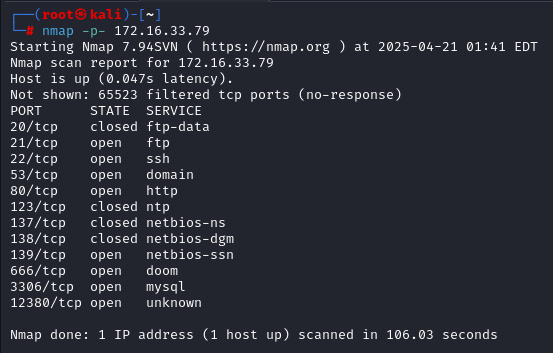 ┌──(root㉿kali)-[~]
└─# nmap -p- 172.16.33.79
Starting Nmap 7.94SVN ( https://nmap.org ) at 2025-04-21 01:41 EDT
Nmap scan report for 172.16.33.79
Host is up (0.047s latency).
Not shown: 65523 filtered tcp ports (no-response)
PORT      STATE  SERVICE
20/tcp    closed ftp-data
21/tcp    open   ftp
22/tcp    open   ssh
53/tcp    open   domain
80/tcp    open   http
123/tcp   closed ntp
137/tcp   closed netbios-ns
138/tcp   closed netbios-dgm
139/tcp   open   netbios-ssn
666/tcp   open   doom
3306/tcp  open   mysql
12380/tcp open   unknown

Nmap done: 1 IP address (1 host up) scanned in 106.03 seconds